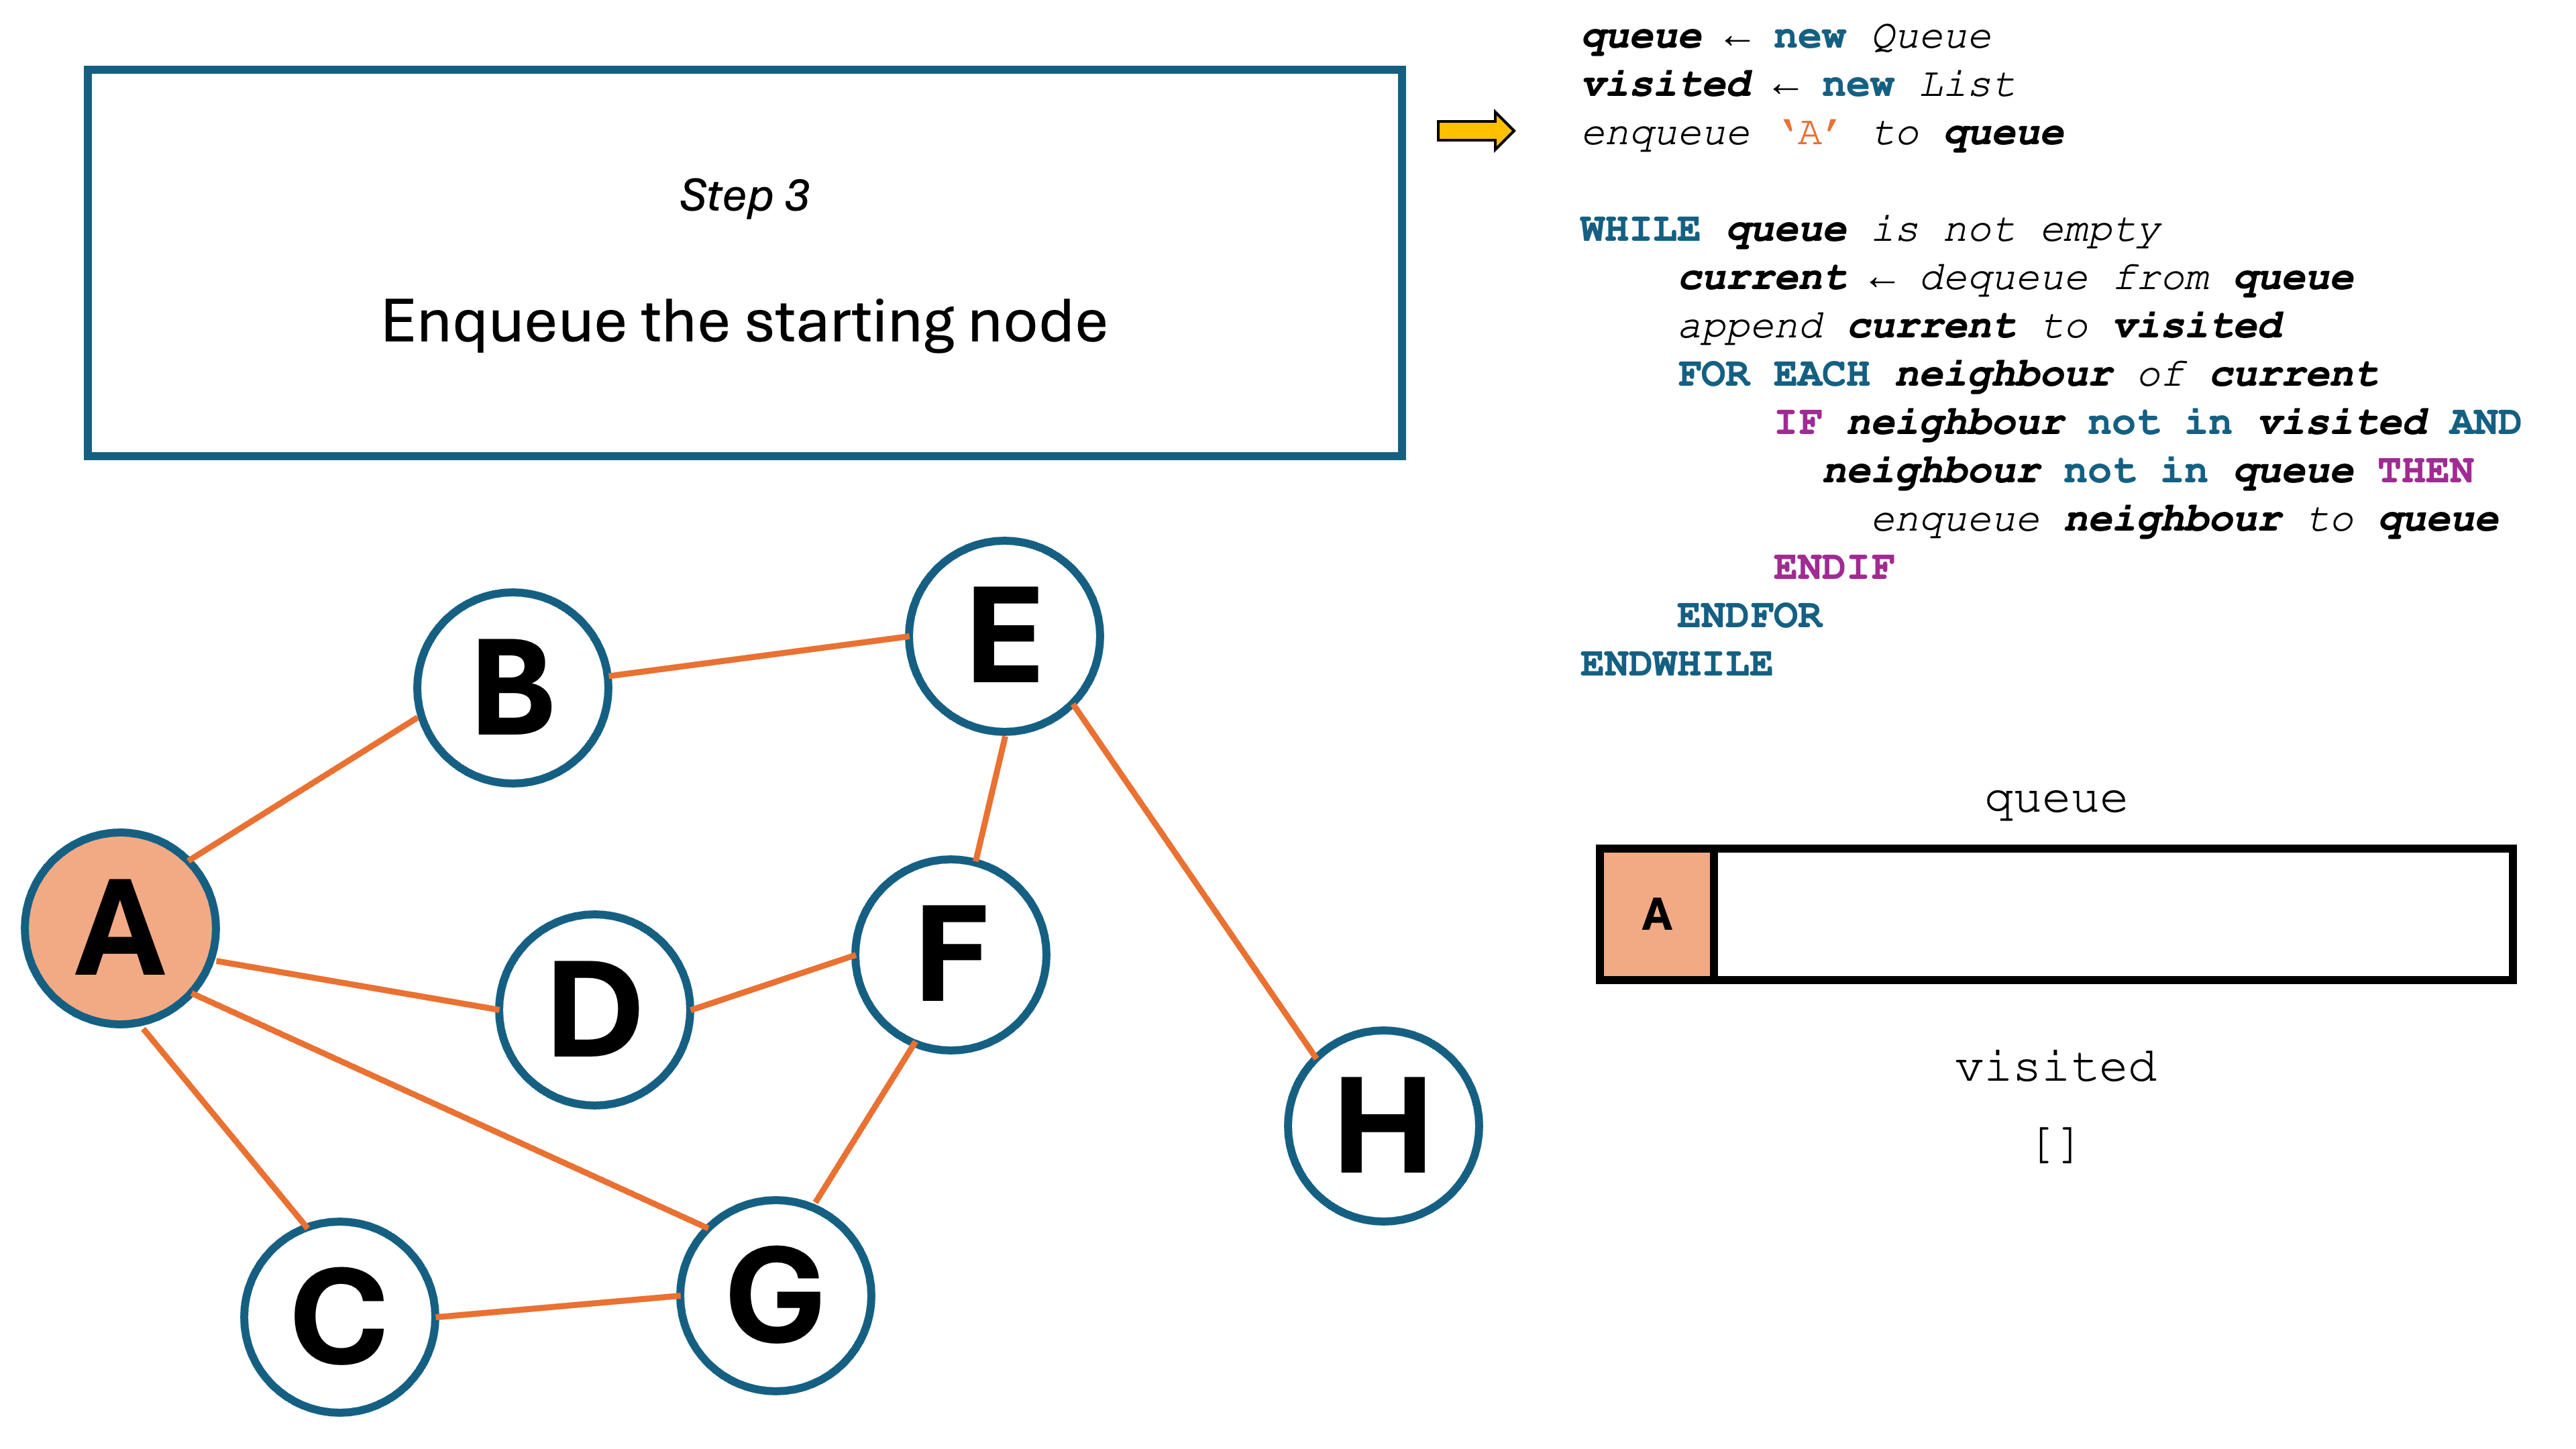 Step 3
Enqueue the starting node
queue ← new Queue
visited ← new List
enqueue ‘A’ to queue
WHILE queue is not empty
current ← dequeue from queue
append current to visited
FOR EACH neighbour of current
IF neighbour not in visited AND
neighbour not in queue THEN
enqueue neighbour to queue
ENDIF
ENDFOR
ENDWHILE
B
E
A
D
F
C
G
H
queue
A
visited
[]